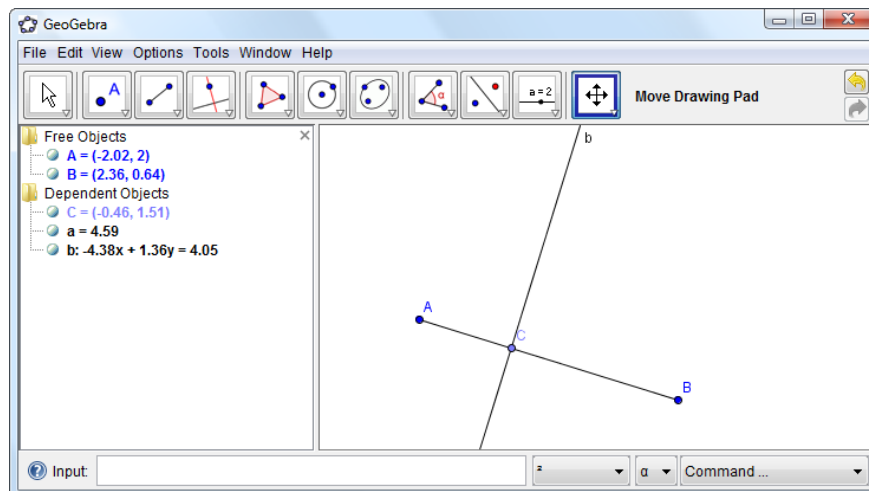 GeoGebra
File Edit View Options Tools Window Help
A
α
a = 2
Move Drawing Pad
Free Objects
A = (-2.02, 2)
B = (2.36, 0.64)
Dependent Objects
C = (-0.46, 1.51)
a = 4.59
b: -4.38x + 1.36y = 4.05
b
A
C
B
Input:
²
α
Command ...